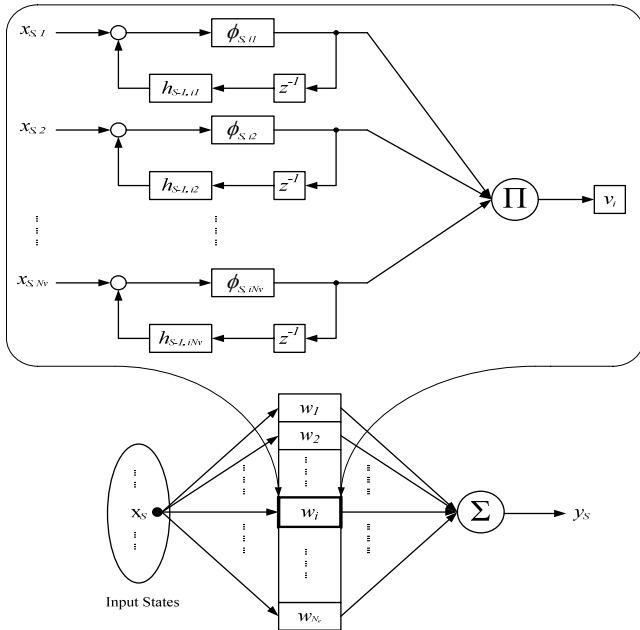 x_{S,1} ϕ_{S,i1}
h_{S-1,i1} z^{-1}
x_{S,2} ϕ_{S,i2}
h_{S-1,i2} z^{-1}
Π v_i
x_{S,Nv} ϕ_{S,iNv}
h_{S-1,iNv} z^{-1}
w_1
w_2
x_S w_i Σ y_S
Input States
w_{N_r}